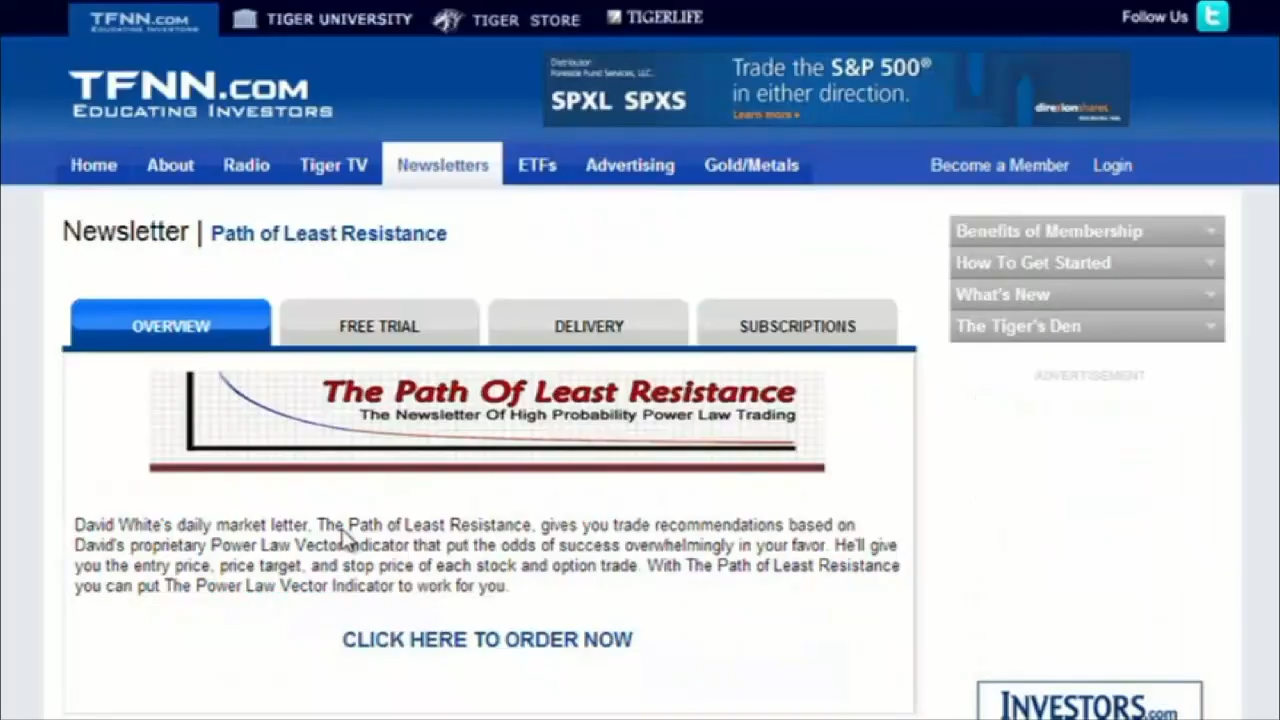 TFNN.COM
EDUCATING INVESTORS
TIGER UNIVERSITY
TIGER STORE
TIGERLIFE
Follow Us
TFNN.COM
EDUCATING INVESTORS
Distributor
Foreside Fund Services, LLC.
SPXL SPXS
Trade the S&P 500®
in either direction.
Learn more
direxionshares
Home About Radio Tiger TV Newsletters ETFs Advertising Gold/Metals Become a Member Login
Newsletter | Path of Least Resistance
OVERVIEW FREE TRIAL DELIVERY SUBSCRIPTIONS
Benefits of Membership
How To Get Started
What's New
The Tiger's Den
ADVERTISEMENT
The Path Of Least Resistance
The Newsletter Of High Probability Power Law Trading
David White's daily market letter, The Path of Least Resistance, gives you trade recommendations based on
David's proprietary Power Law Vector Indicator that put the odds of success overwhelmingly in your favor. He'll give
you the entry price, price target, and stop price of each stock and option trade. With The Path of Least Resistance
you can put The Power Law Vector Indicator to work for you.
CLICK HERE TO ORDER NOW
INVESTORS.com